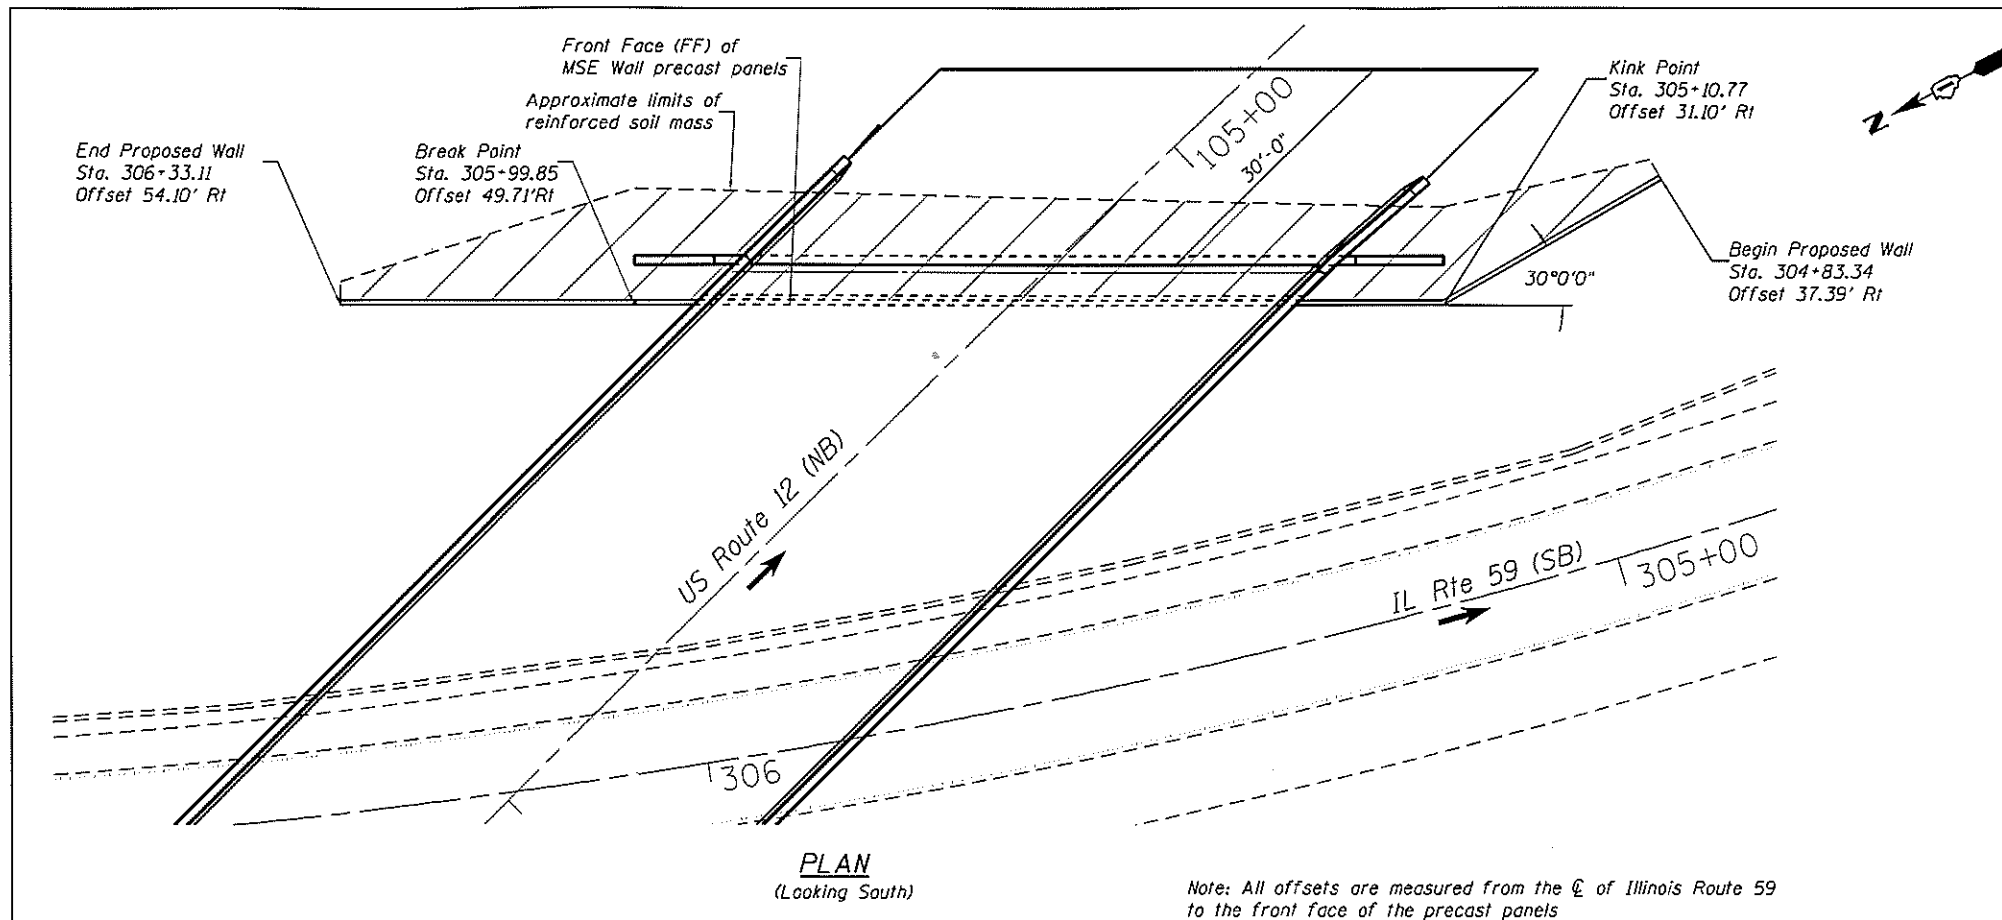 Front Face (FF) of
MSE Wall precast panels
Approximate limits of
reinforced soil mass
End Proposed Wall
Sta. 306+33.11
Offset 54.10' Rt
Break Point
Sta. 305+99.85
Offset 49.71'Rt
Kink Point
Sta. 305+10.77
Offset 31.10' Rt
N
105+00
30'-0"
Begin Proposed Wall
Sta. 304+83.34
Offset 37.39' Rt
30°0'0"
US Route 12 (NB)
IL Rte 59 (SB)
305+00
306
PLAN
(Looking South)
Note: All offsets are measured from the ℄ of Illinois Route 59
to the front face of the precast panels